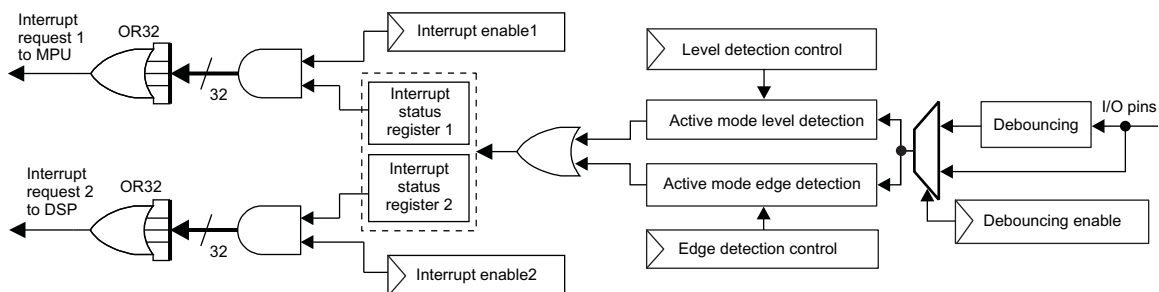 Interrupt
request 1
to MPU
OR32
32
Interrupt enable1
Interrupt
status
register 1
Level detection control
Active mode level detection
Debouncing
I/O pins
Interrupt
request 2
to DSP
OR32
32
Interrupt
status
register 2
Interrupt enable2
Active mode edge detection
Edge detection control
Debouncing enable